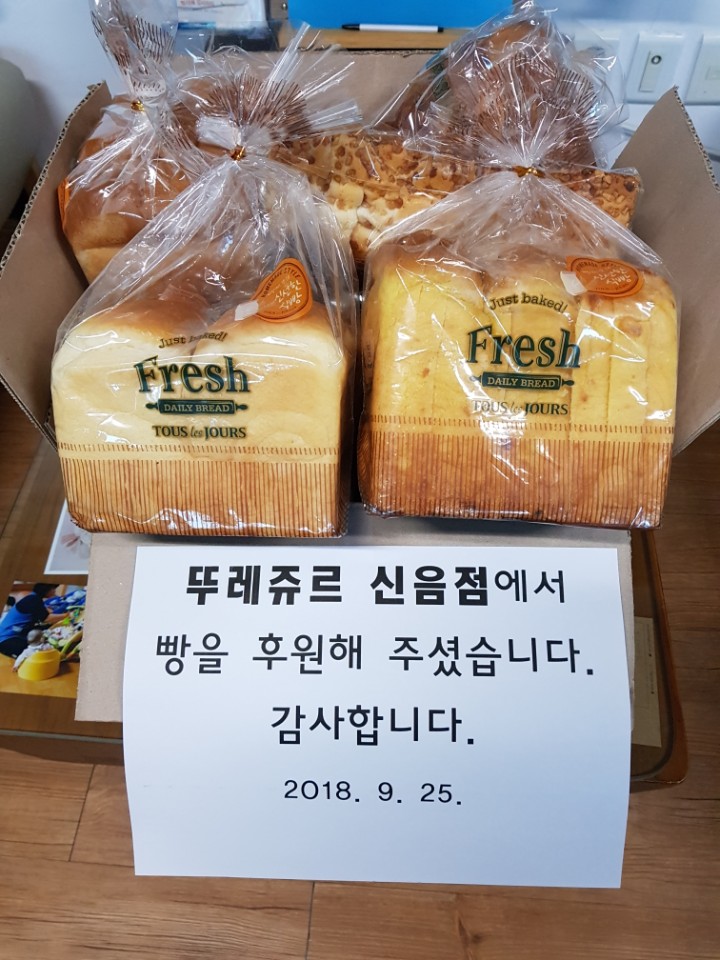 Just baked!
Fresh
DAILY BREAD
TOUS les JOURS
Just baked!
Fresh
DAILY BREAD
TOUS les JOURS
뚜레쥬르 신음점에서
빵을 후원해 주셨습니다.
감사합니다.
2018. 9. 25.